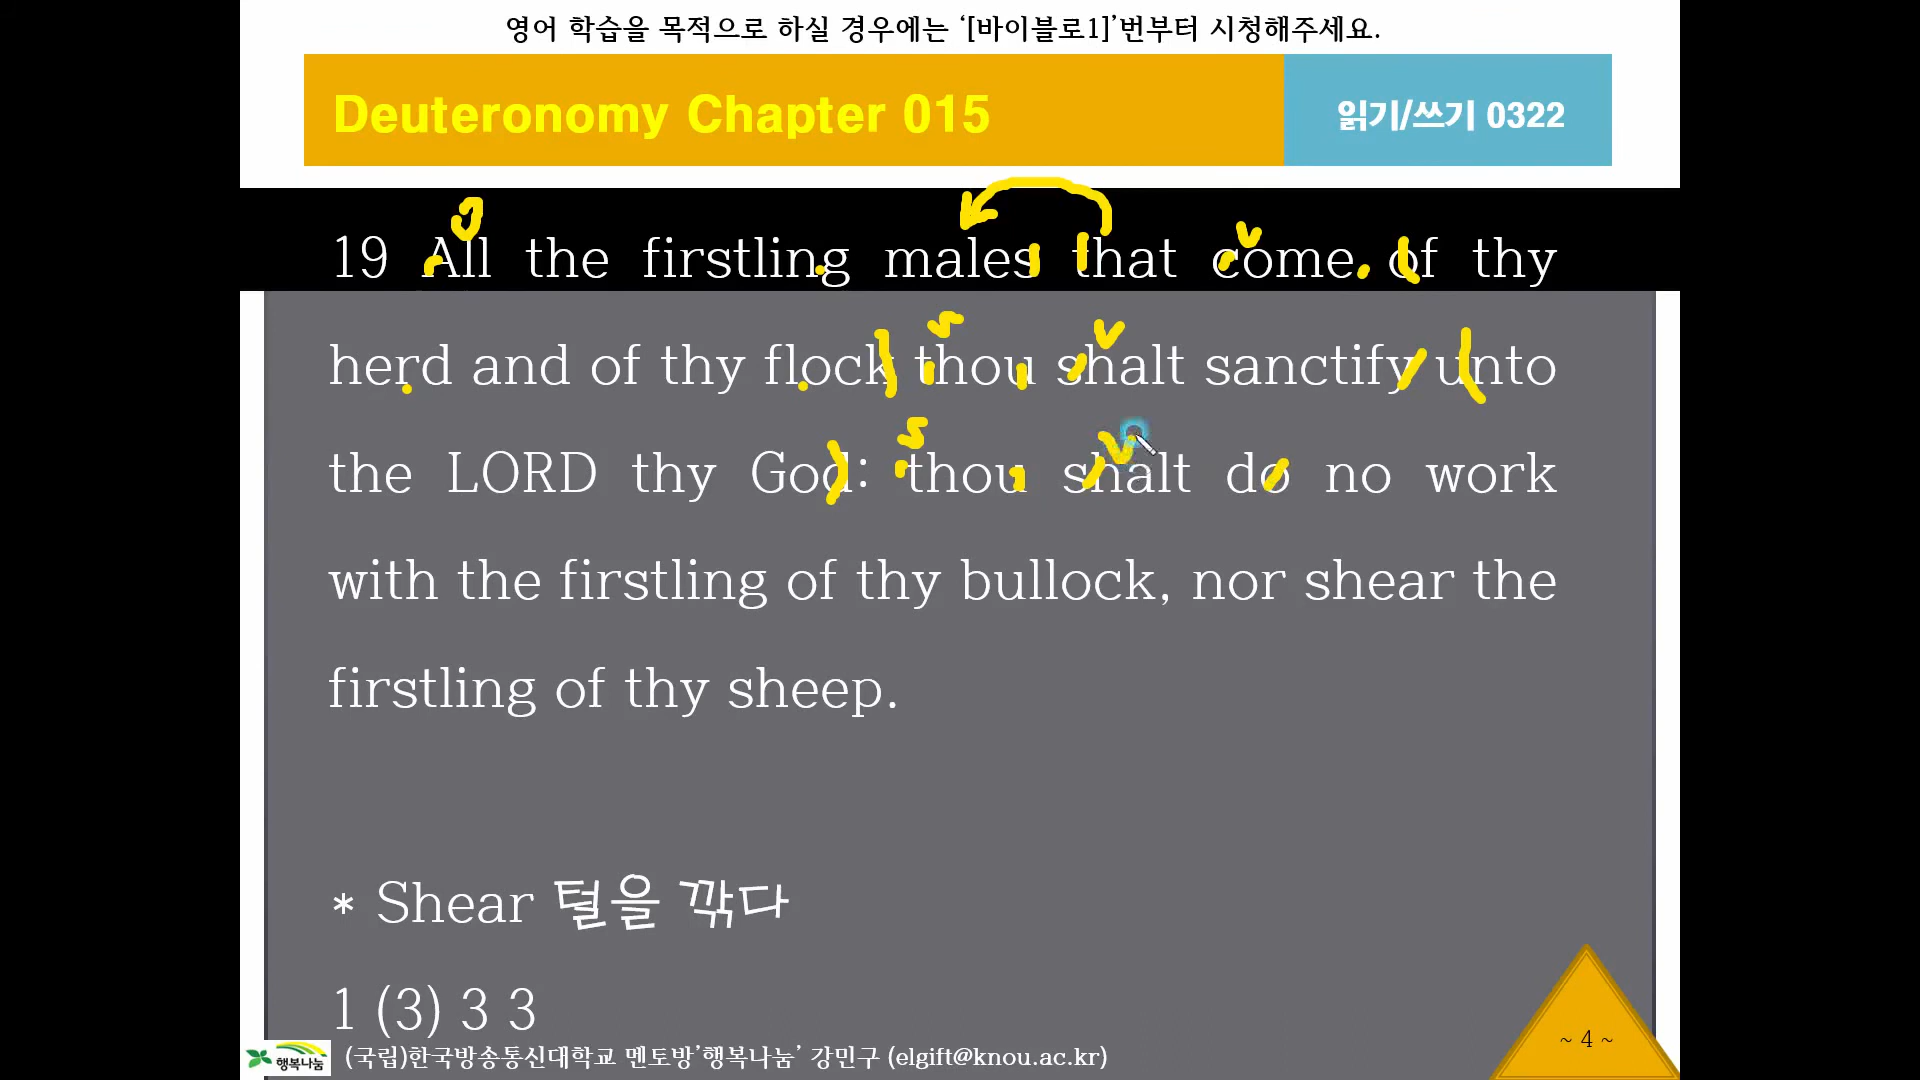 영어 학습을 목적으로 하실 경우에는 ‘[바이블로1]’번부터 시청해주세요.
Deuteronomy Chapter 015
읽기/쓰기 0322
19 All the firstling males that come of thy
herd and of thy flock thou shalt sanctify unto
the LORD thy God: thou shalt do no work
with the firstling of thy bullock, nor shear the
firstling of thy sheep.
* Shear 털을 깎다
1 (3) 3 3
행복나눔
(국립)한국방송통신대학교 멘토방’행복나눔’ 강민구 (elgift@knou.ac.kr)
~ 4 ~